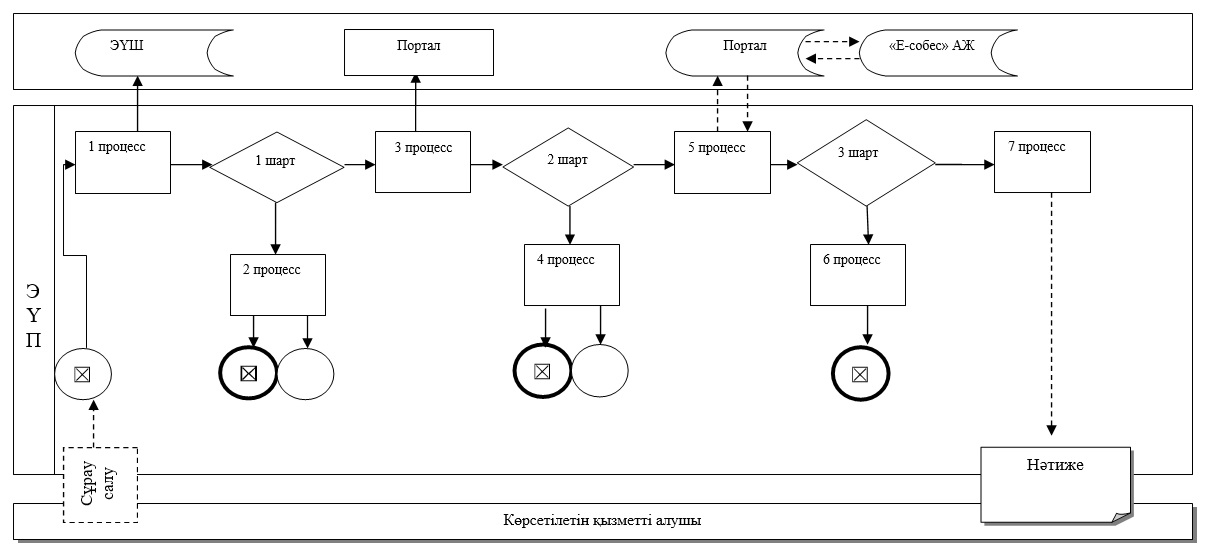 ЭҮШ
Портал
Портал
«Е-собес» АЖ
1 процесс
1 шарт
3 процесс
2 шарт
5 процесс
3 шарт
7 процесс
2 процесс
4 процесс
6 процесс
Э
Ү
П
Сұрау
салу
Нәтиже
Көрсетілетін қызметті алушы